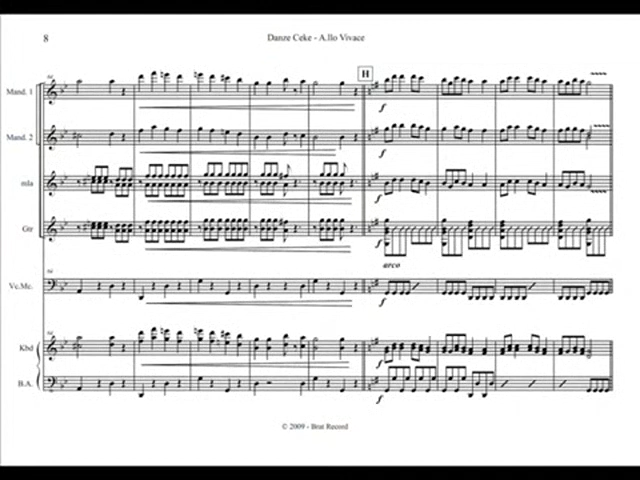 8
Danze Ceke - A.llo Vivace
H
Mand. 1
f
Mand. 2
f
mla
f
Gtr
f
arco
Vc.Mc.
f
Kbd
f
B.A.
f
© 2009 - Brat Record